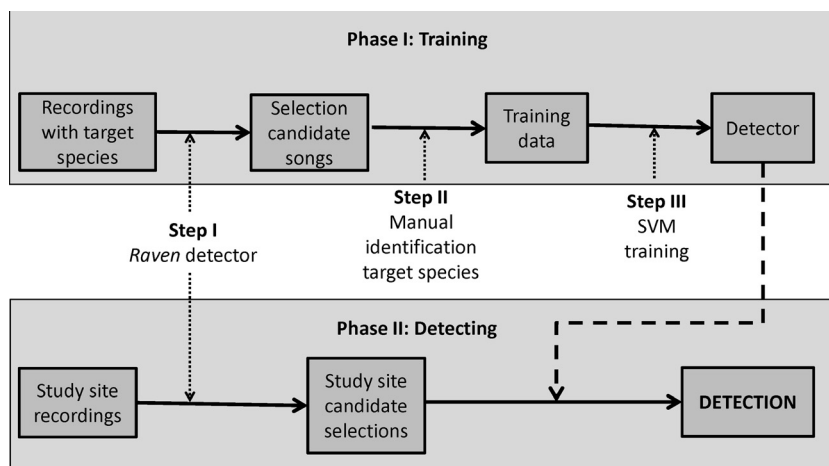 Phase I: Training
Recordings
with target
species
Selection
candidate
songs
Training
data
Detector
Step I
Raven detector
Step II
Manual
identification
target species
Step III
SVM
training
Phase II: Detecting
Study site
recordings
Study site
candidate
selections
DETECTION